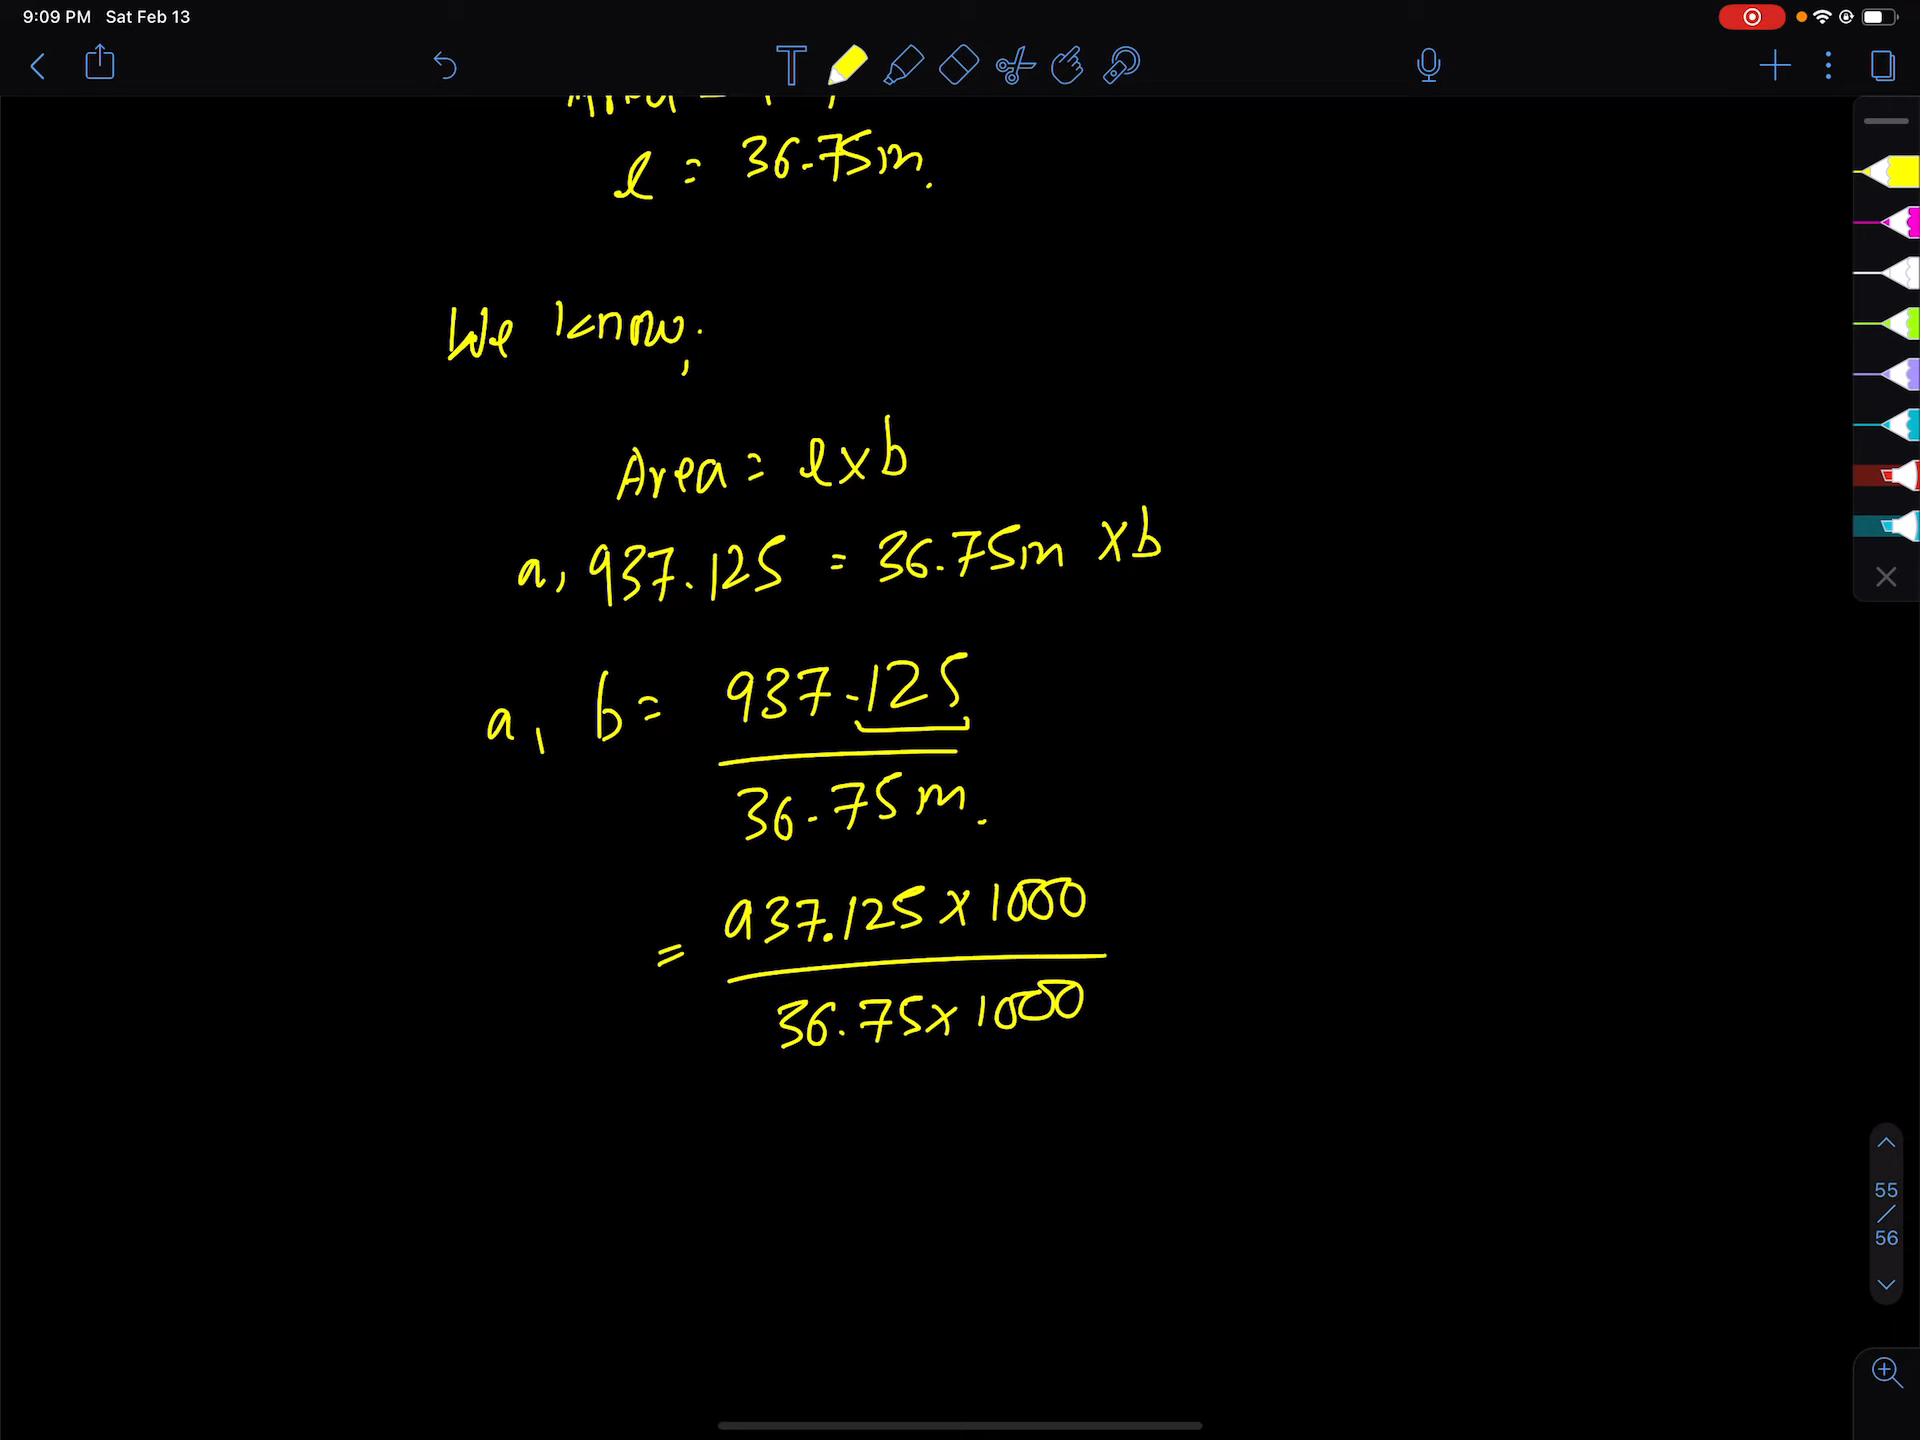 9:09 PM Sat Feb 13
l = 36.75m.
We know,
Area = l×b
a, 937.125 = 36.75m × b
a, b = 937.125
36.75m.
= 937.125 × 1000
36.75 × 1000
55
/
56